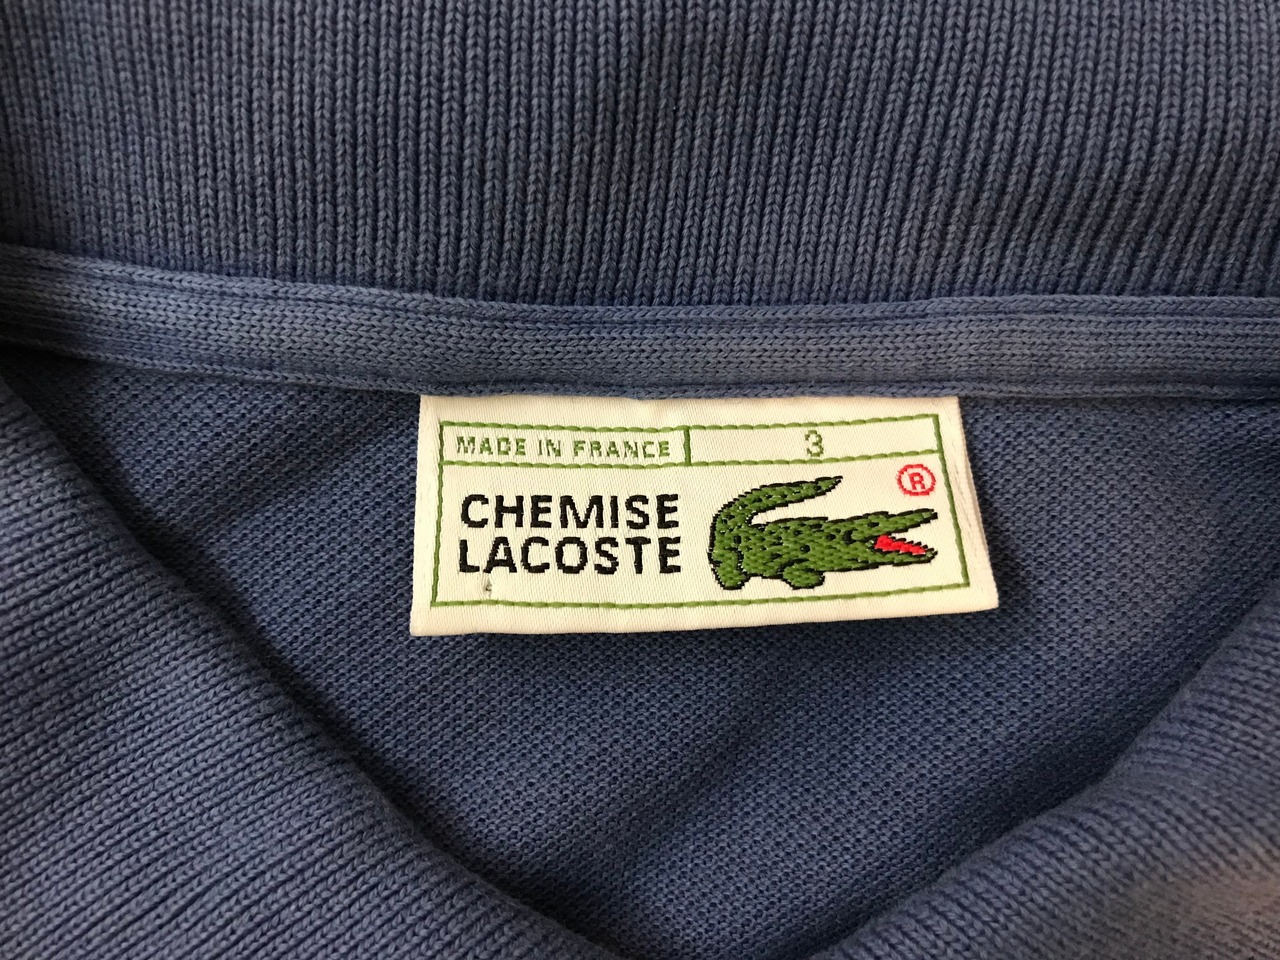 MADE IN FRANCE 3
CHEMISE
LACOSTE
®